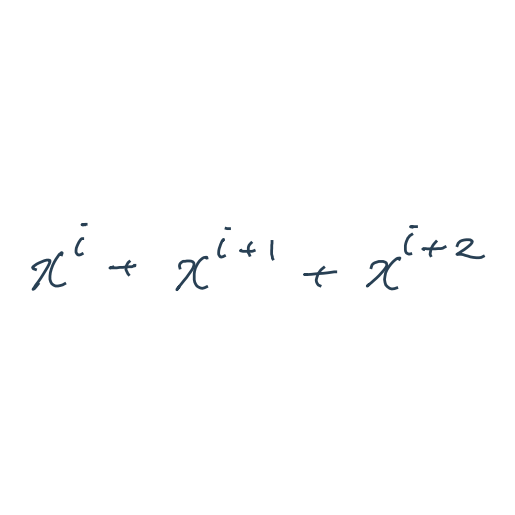 x^i + x^{i+1} + x^{i+2}